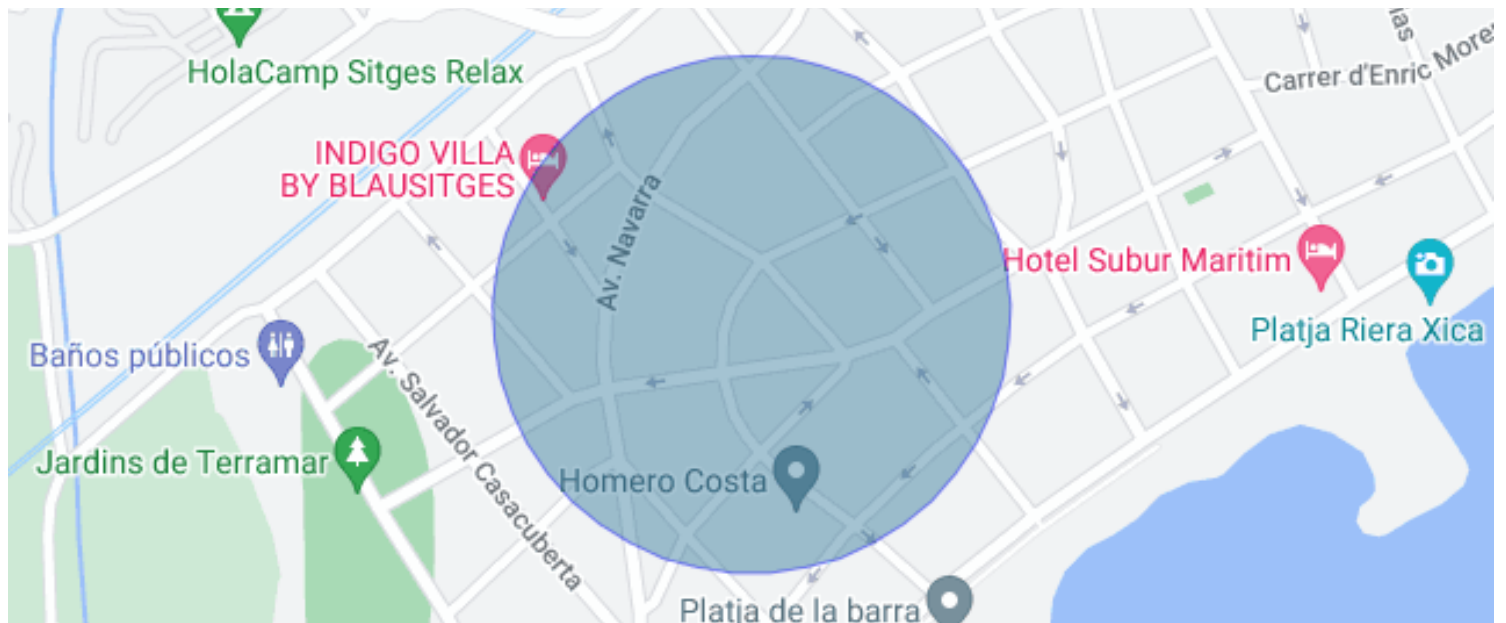 HolaCamp Sitges Relax
Carrer d'Enric More
INDIGO VILLA
BY BLAUSITGES
Av. Navarra
Hotel Subur Maritim
Platja Riera Xica
Baños públicos
Av. Salvador Casacuberta
Jardins de Terramar
Homero Costa
Platja de la barra